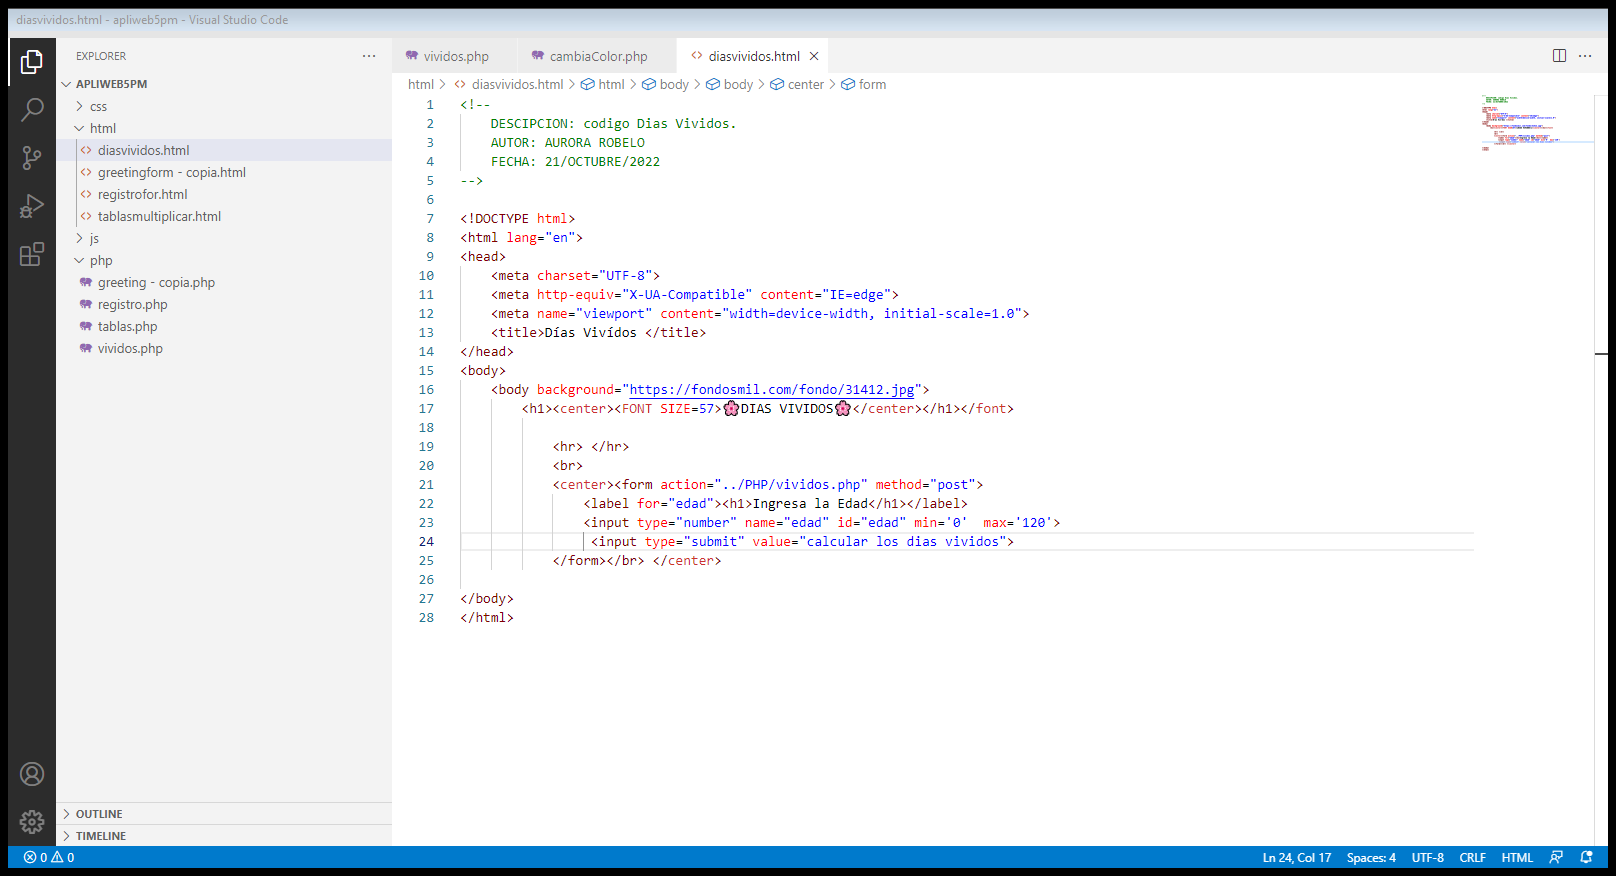 diasvividos.html - apliweb5pm - Visual Studio Code
EXPLORER
APLIWEB5PM
css
html
diasvividos.html
greetingform - copia.html
registrofor.html
tablasmultiplicar.html
js
php
greeting - copia.php
registro.php
tablas.php
vividos.php
OUTLINE
TIMELINE
vividos.php cambiaColor.php diasvividos.html
html > diasvividos.html > html > body > body > center > form
1 <!--
2 DESCIPCION: codigo Dias Vividos.
3 AUTOR: AURORA ROBELO
4 FECHA: 21/OCTUBRE/2022
5 -->
6
7 <!DOCTYPE html>
8 <html lang="en">
9 <head>
10 <meta charset="UTF-8">
11 <meta http-equiv="X-UA-Compatible" content="IE=edge">
12 <meta name="viewport" content="width=device-width, initial-scale=1.0">
13 <title>Días Vivídos </title>
14 </head>
15 <body>
16 <body background="https://fondosmil.com/fondo/31412.jpg">
17 <h1><center><FONT SIZE=57>🌸DIAS VIVIDOS🌸</center></h1></font>
18
19 <hr> </hr>
20 <br>
21 <center><form action="../PHP/vividos.php" method="post">
22 <label for="edad"><h1>Ingresa la Edad</h1></label>
23 <input type="number" name="edad" id="edad" min='0'  max='120'>
24 <input type="submit" value="calcular los dias vividos">
25 </form></br> </center>
26
27 </body>
28 </html>
0 0 Ln 24, Col 17 Spaces: 4 UTF-8 CRLF HTML